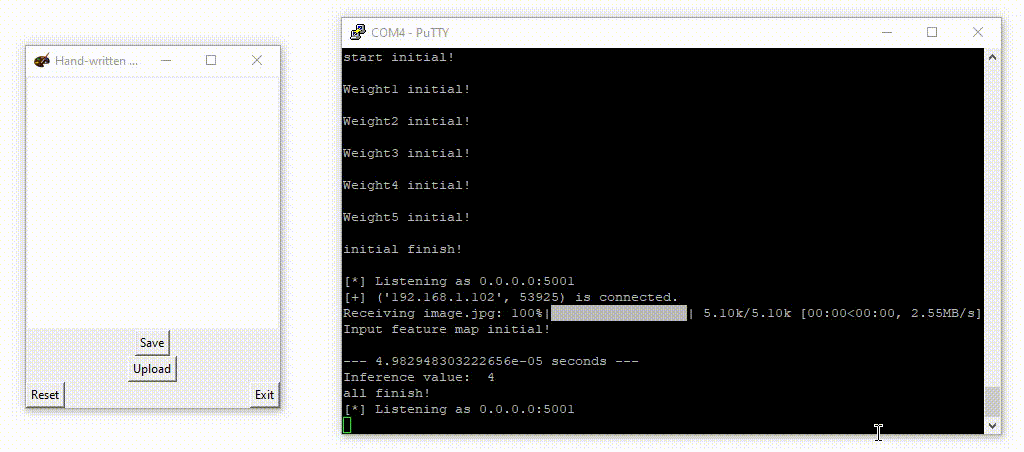 Hand-written ...
Save
Upload
Reset
Exit
COM4 - PuTTY
start initial!
Weight1 initial!
Weight2 initial!
Weight3 initial!
Weight4 initial!
Weight5 initial!
initial finish!
[*] Listening as 0.0.0.0:5001
[+] ('192.168.1.102', 53925) is connected.
Receiving image.jpg: 100%|                 | 5.10k/5.10k [00:00<00:00, 2.55MB/s]
Input feature map initial!
--- 4.982948303222656e-05 seconds ---
Inference value:  4
all finish!
[*] Listening as 0.0.0.0:5001